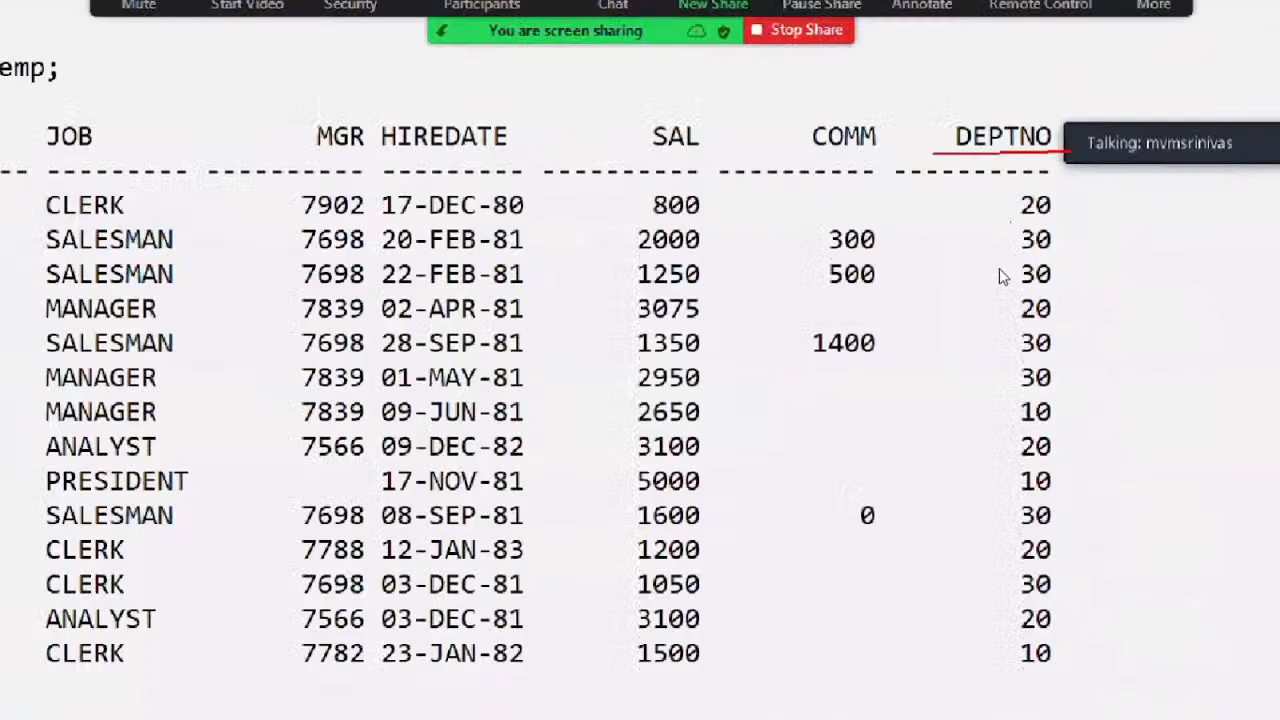 Mute Start Video Security Participants Chat New Share Pause Share Annotate Remote Control More
You are screen sharing Stop Share
emp;
JOB MGR HIREDATE SAL COMM DEPTNO
Talking: mvmsrinivas
-- --------- ---------- --------- ---------- ---------- ----------
CLERK 7902 17-DEC-80 800 20
SALESMAN 7698 20-FEB-81 2000 300 30
SALESMAN 7698 22-FEB-81 1250 500 30
MANAGER 7839 02-APR-81 3075 20
SALESMAN 7698 28-SEP-81 1350 1400 30
MANAGER 7839 01-MAY-81 2950 30
MANAGER 7839 09-JUN-81 2650 10
ANALYST 7566 09-DEC-82 3100 20
PRESIDENT 17-NOV-81 5000 10
SALESMAN 7698 08-SEP-81 1600 0 30
CLERK 7788 12-JAN-83 1200 20
CLERK 7698 03-DEC-81 1050 30
ANALYST 7566 03-DEC-81 3100 20
CLERK 7782 23-JAN-82 1500 10